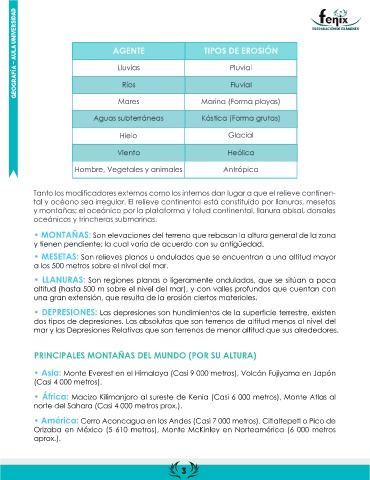 GEOGRAFÍA - AULA UNIVERSIDAD
fenix
PREPARACIÓN DE EXÁMENES
AGENTE TIPOS DE EROSIÓN
Lluvias Pluvial
Ríos Fluvial
Mares Marina (Forma playas)
Aguas subterráneas Kástica (Forma grutas)
Hielo Glacial
Viento Heólica
Hombre, Vegetales y animales Antrópica
Tanto los modificadores externos como los internos dan lugar a que el relieve continen-
tal y océano sea irregular. El relieve continental está constituido por llanuras, mesetas
y montañas; el oceánico por la plataforma y talud continental, llanura abisal, dorsales
oceánicos y trincheras submarinas.
• MONTAÑAS: Son elevaciones del terreno que rebasan la altura general de la zona
y tienen pendiente; la cual varía de acuerdo con su antigüedad.
• MESETAS: Son relieves planos u ondulados que se encuentran a una altitud mayor
a los 500 metros sobre el nivel del mar.
• LLANURAS: Son regiones planas o ligeramente onduladas, que se sitúan a poca
altitud (hasta 500 m sobre el nivel del mar), y con valles profundos que cuentan con
una gran extensión, que resulta de la erosión ciertos materiales.
• DEPRESIONES: Las depresiones son hundimientos de la superficie terrestre, existen
dos tipos de depresiones. Las absolutas que son terrenos de altitud menos al nivel del
mar y las Depresiones Relativas que son terrenos de menor altitud que sus alrededores.
PRINCIPALES MONTAÑAS DEL MUNDO (POR SU ALTURA)
• Asia: Monte Everest en el Himalaya (Casi 9 000 metros), Volcán Fujiyama en Japón
(Casi 4 000 metros).
• África: Macizo Kilimanjaro al sureste de Kenia (Casi 6 000 metros), Monte Atlas al
norte del Sahara (Casi 4 000 metros prox.).
• América: Cerro Aconcagua en los Andes (Casi 7 000 metros), Citlaltepetl o Pico de
Orizaba en México (5 610 metros), Monte McKinley en Norteamérica (6 000 metros
aprox.).
3